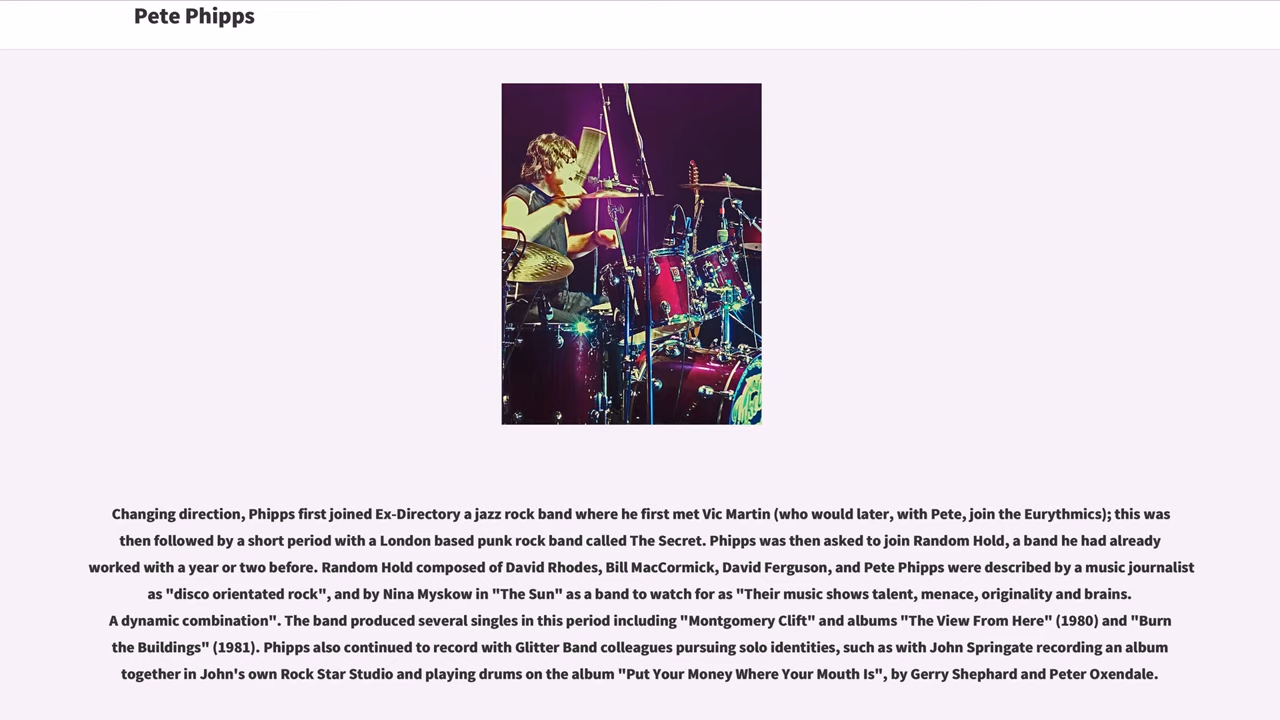 Pete Phipps
Changing direction, Phipps first joined Ex-Directory a jazz rock band where he first met Vic Martin (who would later, with Pete, join the Eurythmics); this was
then followed by a short period with a London based punk rock band called The Secret. Phipps was then asked to join Random Hold, a band he had already
worked with a year or two before. Random Hold composed of David Rhodes, Bill MacCormick, David Ferguson, and Pete Phipps were described by a music journalist
as "disco orientated rock", and by Nina Myskow in "The Sun" as a band to watch for as "Their music shows talent, menace, originality and brains.
A dynamic combination". The band produced several singles in this period including "Montgomery Clift" and albums "The View From Here" (1980) and "Burn
the Buildings" (1981). Phipps also continued to record with Glitter Band colleagues pursuing solo identities, such as with John Springate recording an album
together in John's own Rock Star Studio and playing drums on the album "Put Your Money Where Your Mouth Is", by Gerry Shephard and Peter Oxendale.